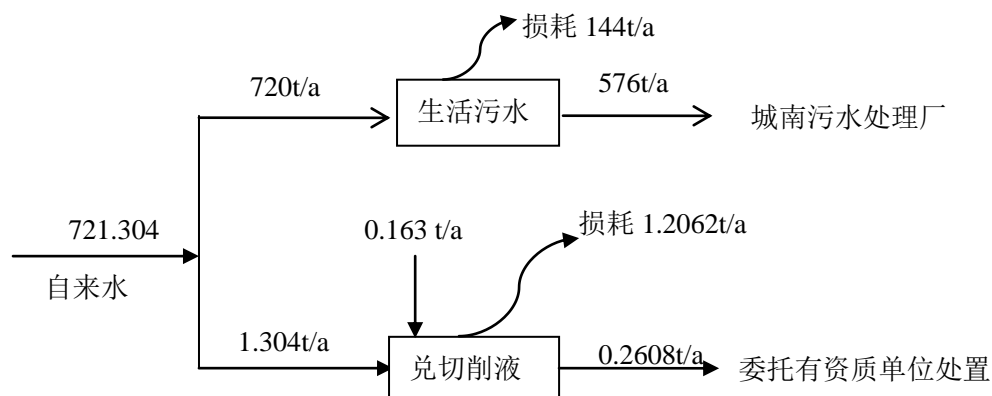 损耗 144t/a
720t/a
生活污水
576t/a
城南污水处理厂
721.304
自来水
0.163 t/a
损耗 1.2062t/a
1.304t/a
兑切削液
0.2608t/a
委托有资质单位处置